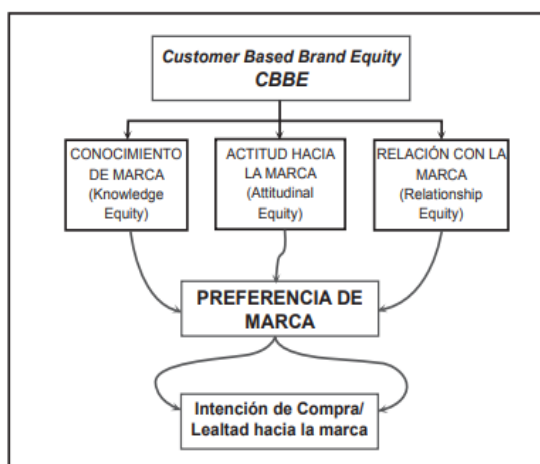 Customer Based Brand Equity
CBBE
CONOCIMIENTO
DE MARCA
(Knowledge
Equity)
ACTITUD HACIA
LA MARCA
(Attitudinal
Equity)
RELACIÓN CON LA
MARCA
(Relationship
Equity)
PREFERENCIA DE
MARCA
Intención de Compra/
Lealtad hacia la marca